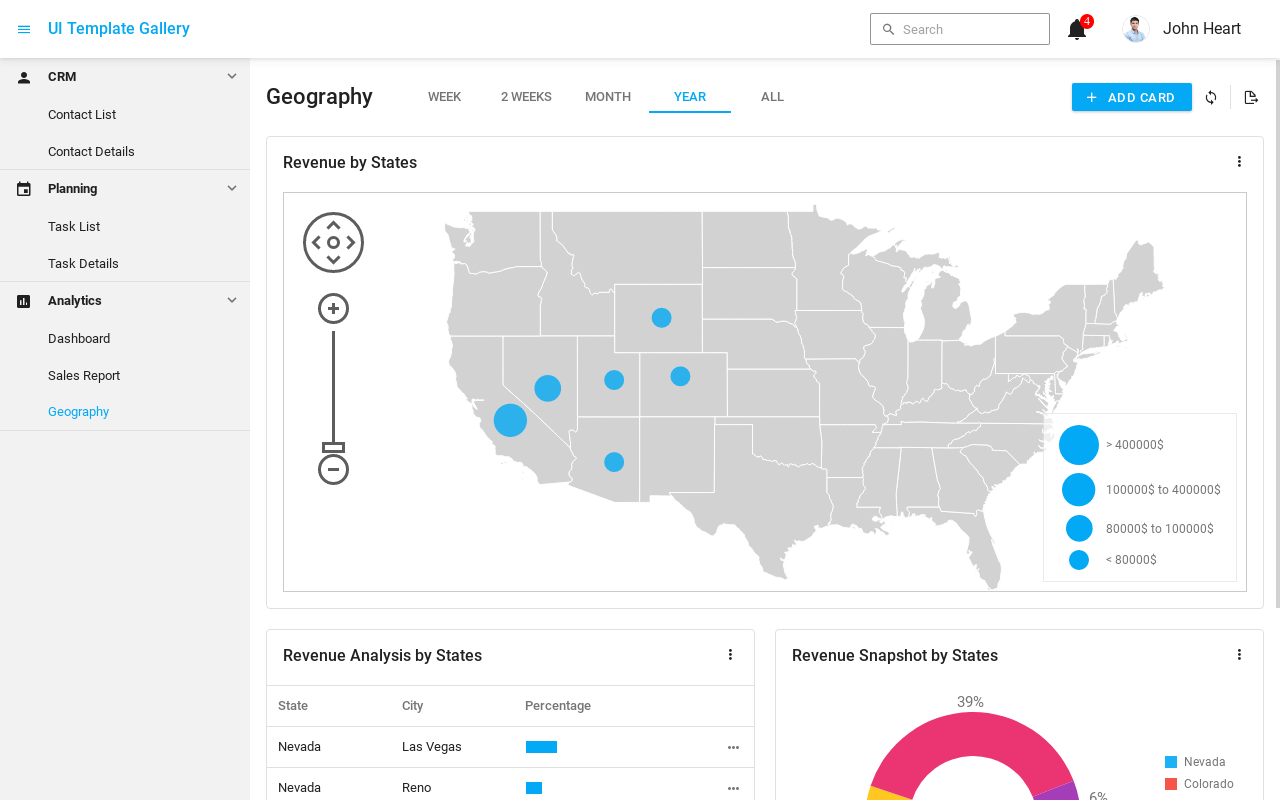 UI Template Gallery
Search
4
John Heart
CRM
Contact List
Contact Details
Planning
Task List
Task Details
Analytics
Dashboard
Sales Report
Geography
Geography
WEEK
2 WEEKS
MONTH
YEAR
ALL
ADD CARD
Revenue by States
> 400000$
100000$ to 400000$
80000$ to 100000$
< 80000$
Revenue Analysis by States
State City Percentage
Nevada Las Vegas
Nevada Reno
Revenue Snapshot by States
39%
6%
Nevada
Colorado